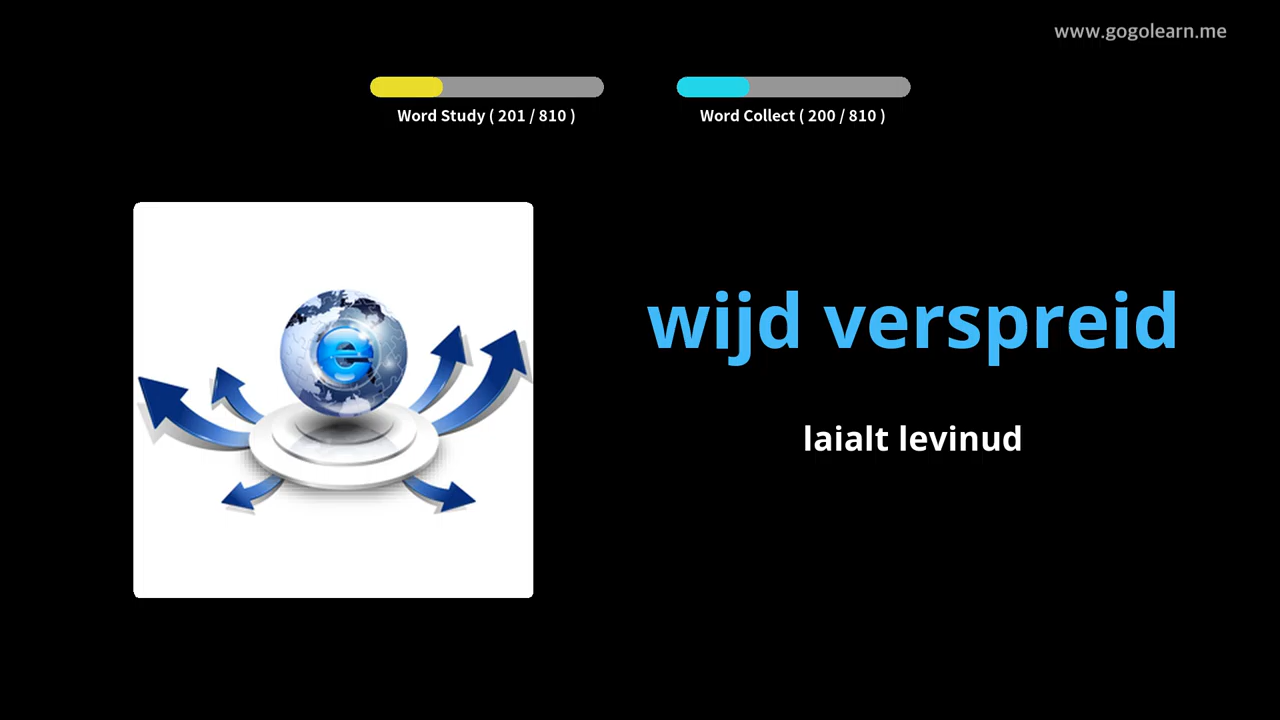 www.gogolearn.me
Word Study ( 201 / 810 )
Word Collect ( 200 / 810 )
e
wijd verspreid
laialt levinud